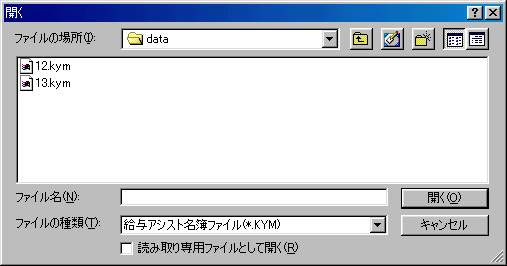 開く
ファイルの場所(I): data
12.kym
13.kym
ファイル名(N): 開く(O)
ファイルの種類(T): 給与アシスト名簿ファイル(*.KYM) キャンセル
読み取り専用ファイルとして開く(R)